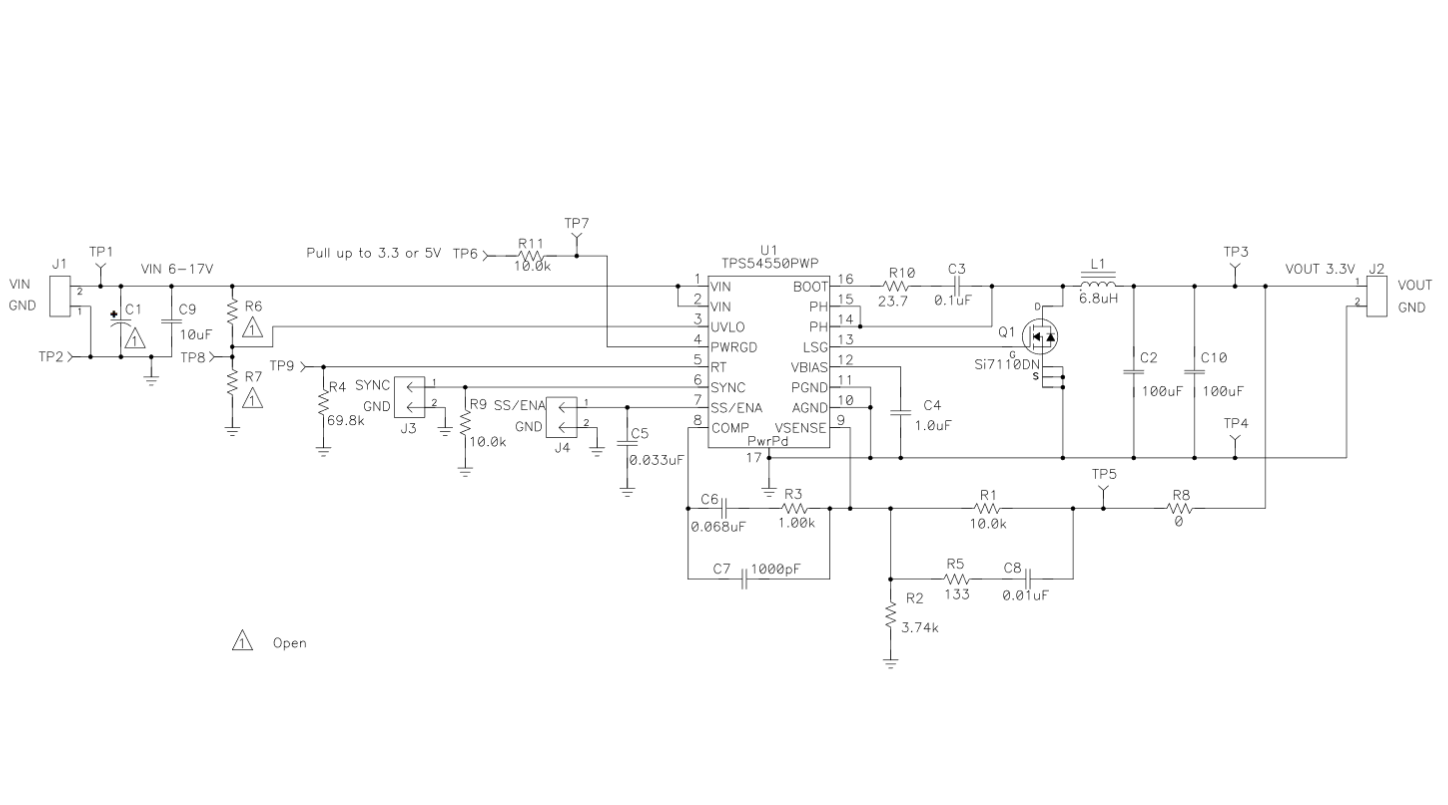 TP7
R11
Pull up to 3.3 or 5V TP6
10.0k
TP1
J1
VIN 6-17V
VIN
2
GND
1
C1
1
C9
10uF
R6
1
TP2
TP8
R7
1
TP9
R4
69.8k
SYNC
1
GND
2
J3
R9
10.0k
SS/ENA
1
GND
2
J4
C5
0.033uF
U1
TPS54550PWP
1 VIN BOOT 16
2 VIN PH 15
3 UVLO PH 14
4 PWRGD LSG 13
5 RT VBIAS 12
6 SYNC PGND 11
7 SS/ENA AGND 10
8 COMP VSENSE 9
PwrPd
17
R10
23.7
C3
0.1uF
L1
6.8uH
TP3
VOUT 3.3V J2
1
VOUT
2
GND
D
Q1
G
Si7110DN
S
C2
100uF
C10
100uF
C4
1.0uF
TP4
TP5
C6
0.068uF
R3
1.00k
C7
1000pF
R1
10.0k
R8
0
R5
133
C8
0.01uF
R2
3.74k
1 Open